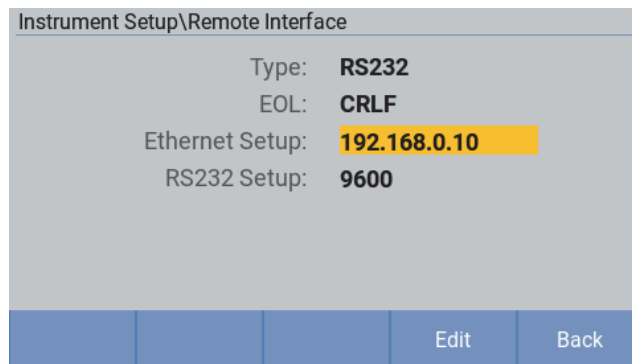 Instrument Setup\Remote Interface
Type: RS232
EOL: CRLF
Ethernet Setup: 192.168.0.10
RS232 Setup: 9600
Edit Back